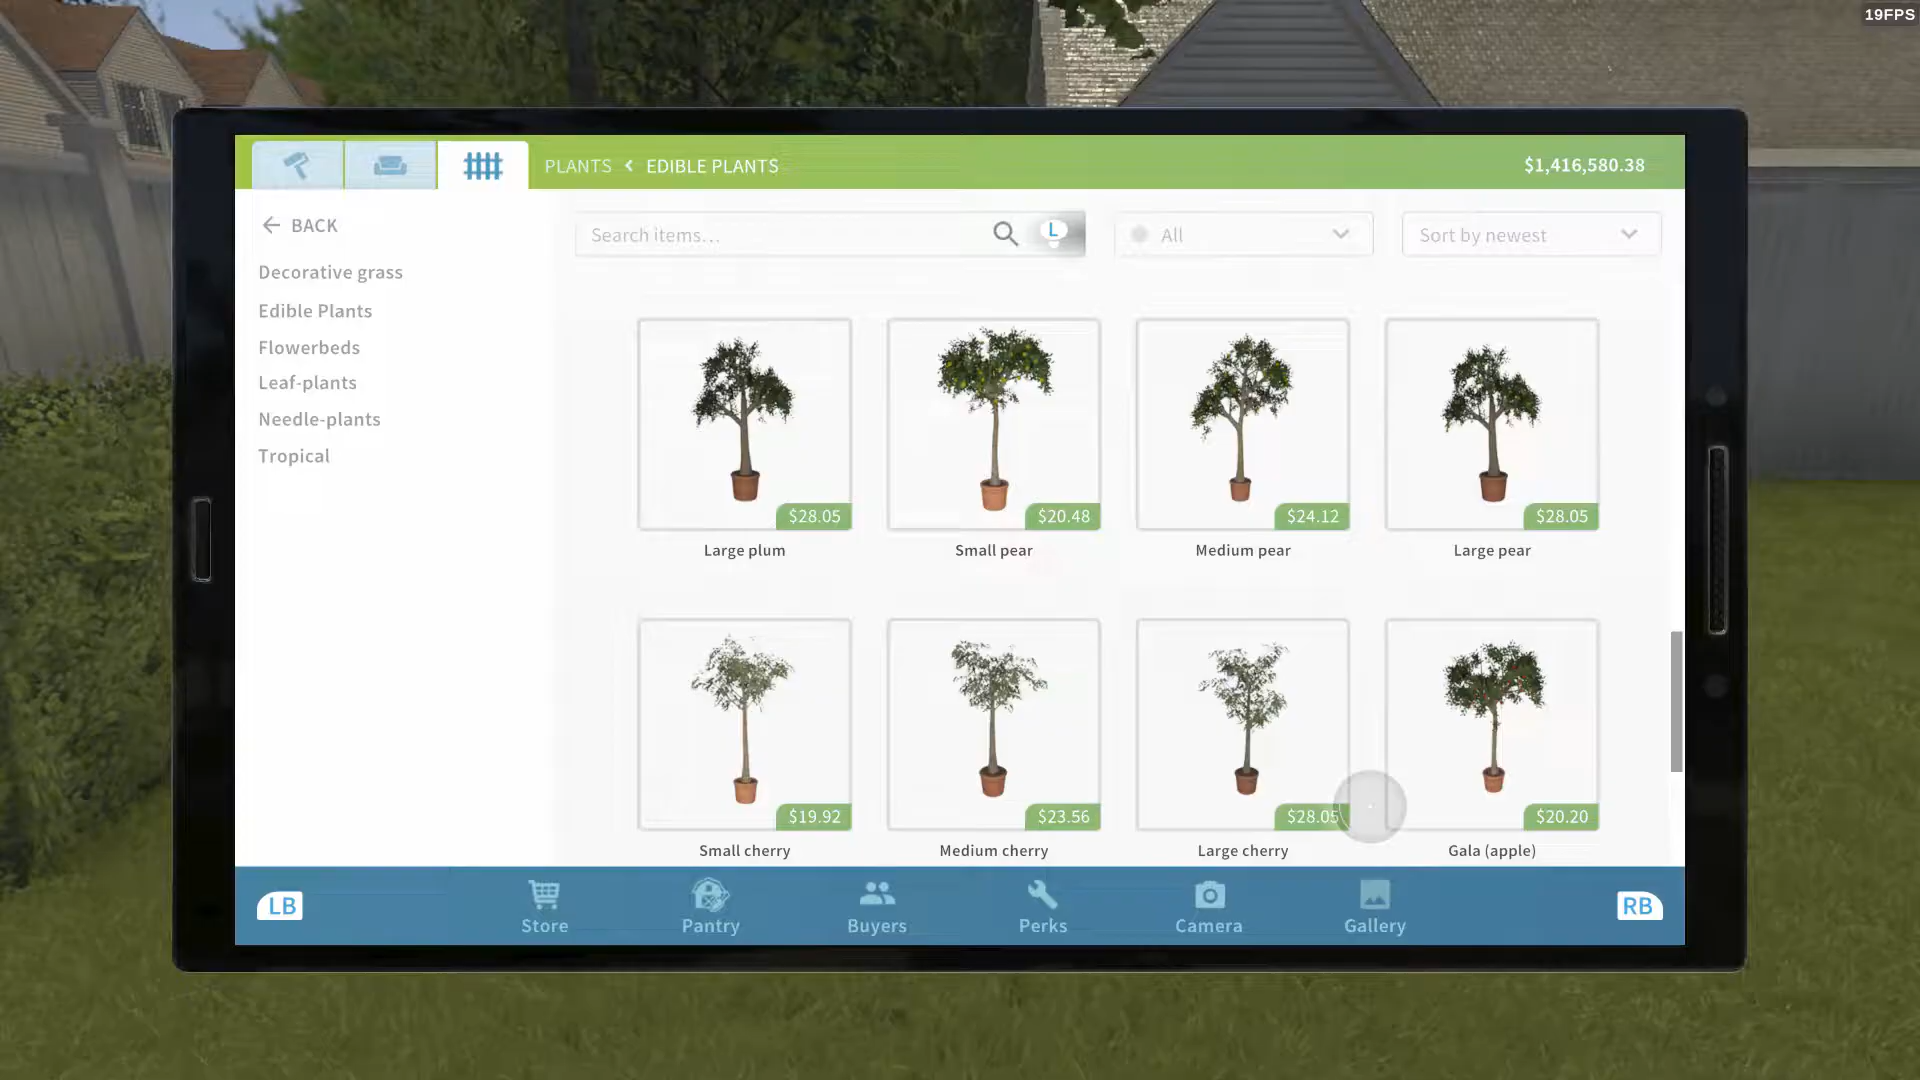 19FPS
PLANTS < EDIBLE PLANTS
$1,416,580.38
BACK
Search items...
L
All
Sort by newest
Decorative grass
Edible Plants
Flowerbeds
Leaf-plants
Needle-plants
Tropical
$28.05
$20.48
$24.12
$28.05
Large plum
Small pear
Medium pear
Large pear
$19.92
$23.56
$28.05
$20.20
Small cherry
Medium cherry
Large cherry
Gala (apple)
LB
Store
Pantry
Buyers
Perks
Camera
Gallery
RB